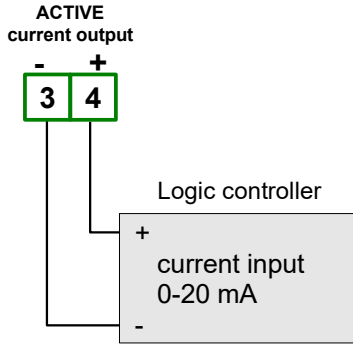 ACTIVE
current output
- +
3 4
Logic controller
+
current input
0-20 mA
-